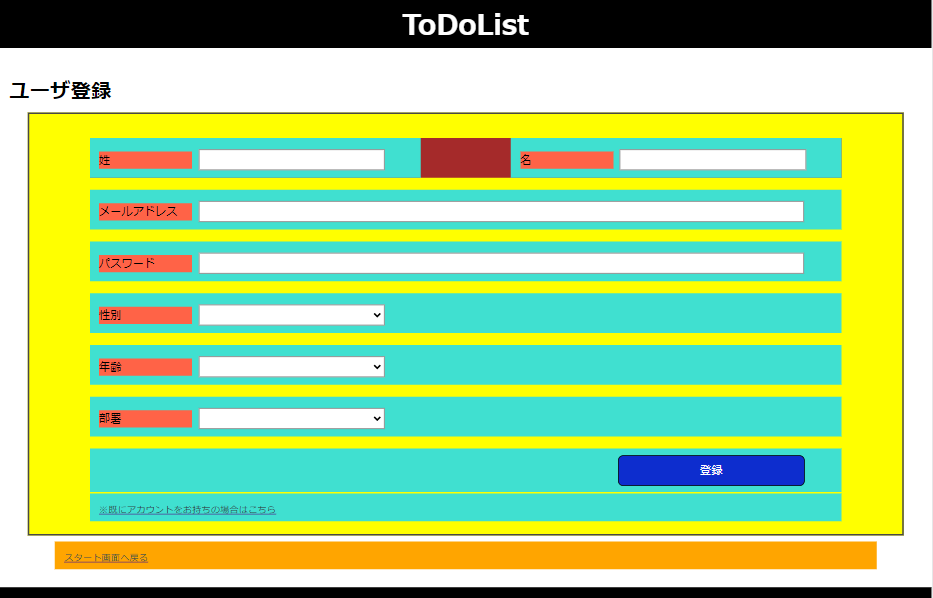 ToDoList
ユーザ登録
姓 名
メールアドレス
パスワード
性別
年齢
部署
登録
※既にアカウントをお持ちの場合はこちら
スタート画面へ戻る